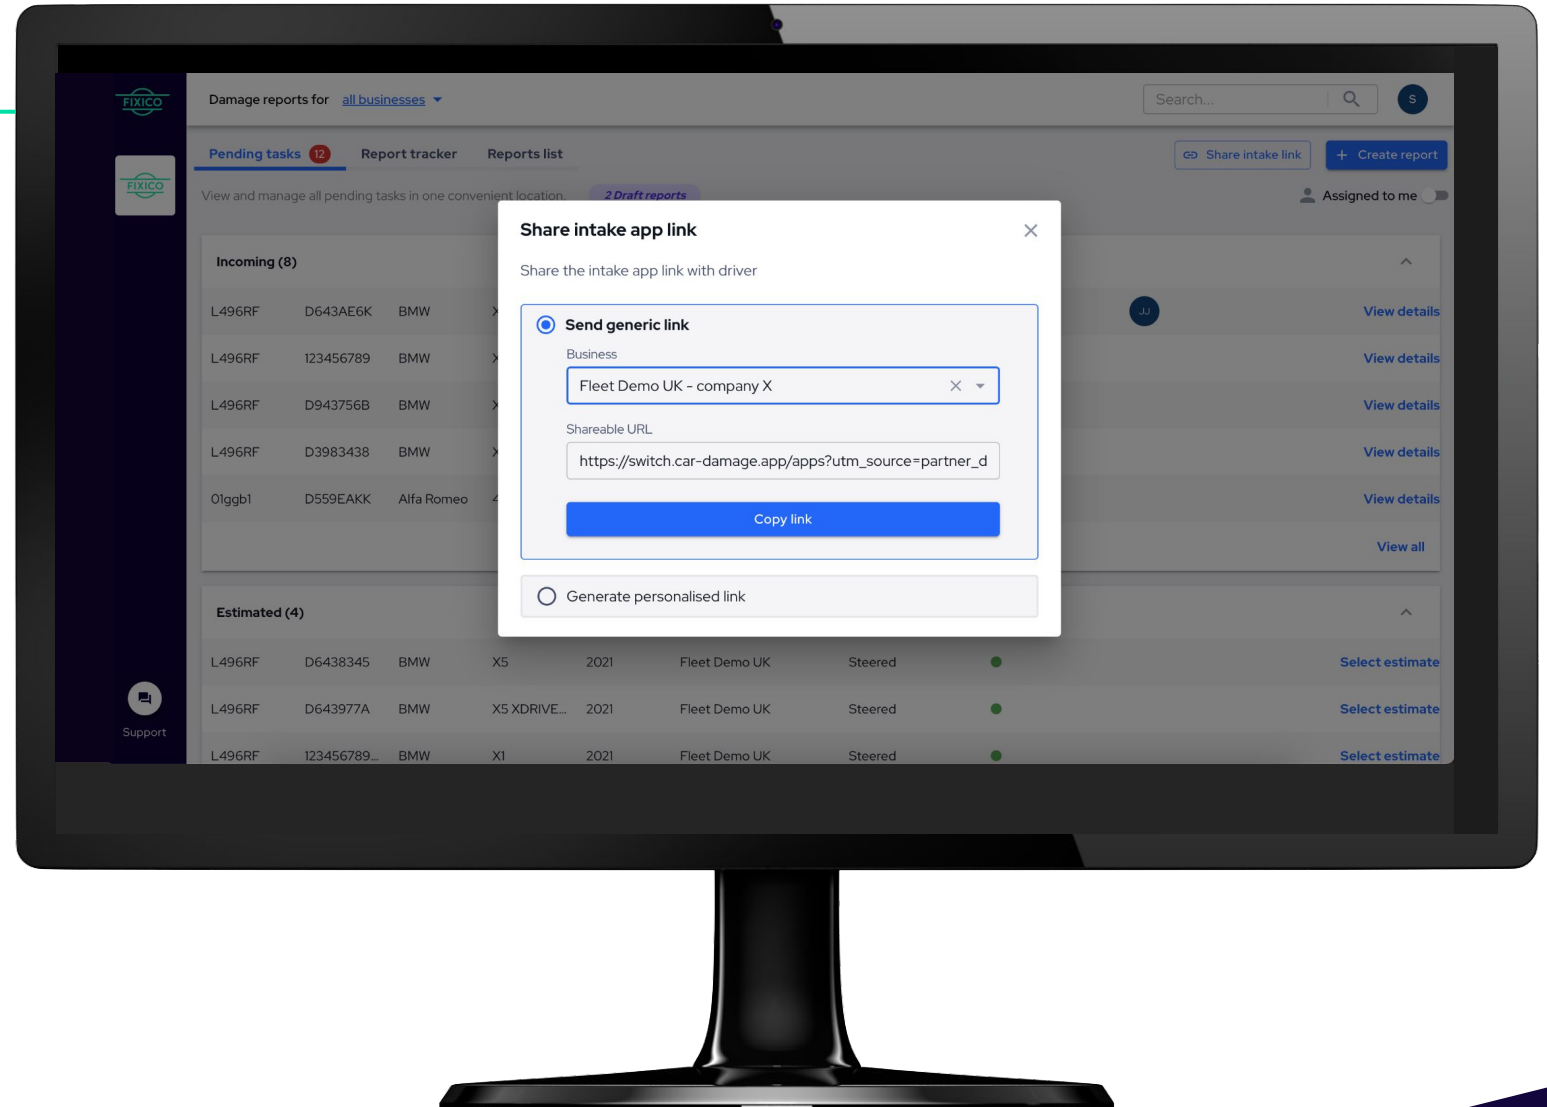 FIXICO
Damage reports for all businesses
Search...
S
FIXICO
Pending tasks 12 Report tracker Reports list
Share intake link
+ Create report
View and manage all pending tasks in one convenient location.
2 Draft reports
Assigned to me
Share intake app link
Share the intake app link with driver
Send generic link
Business
Fleet Demo UK - company X
Shareable URL
https://switch.car-damage.app/apps?utm_source=partner_d
Copy link
Generate personalised link
Incoming (8)
L496RF D643AE6K BMW JJ View details
L496RF 123456789 BMW View details
L496RF D943756B BMW View details
L496RF D3983438 BMW View details
01ggb1 D559EAKK Alfa Romeo View details
View all
Estimated (4)
L496RF D6438345 BMW X5 2021 Fleet Demo UK Steered Select estimate
L496RF D643977A BMW X5 XDRIVE... 2021 Fleet Demo UK Steered Select estimate
L496RF 123456789... BMW X1 2021 Fleet Demo UK Steered Select estimate
Support